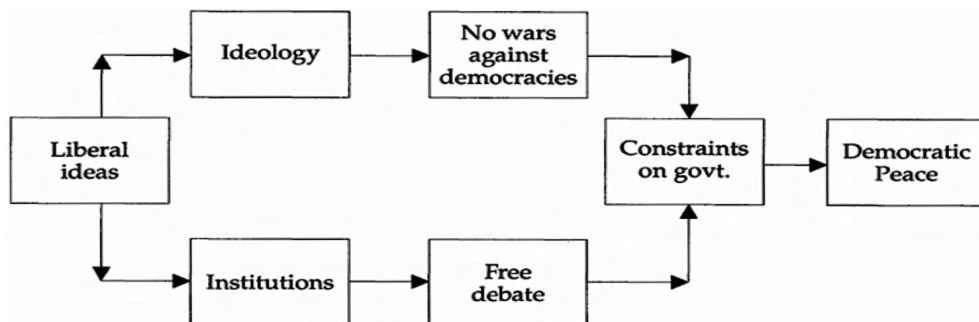 Ideology
No wars
against
democracies
Liberal
ideas
Constraints
on govt.
Democratic
Peace
Institutions
Free
debate